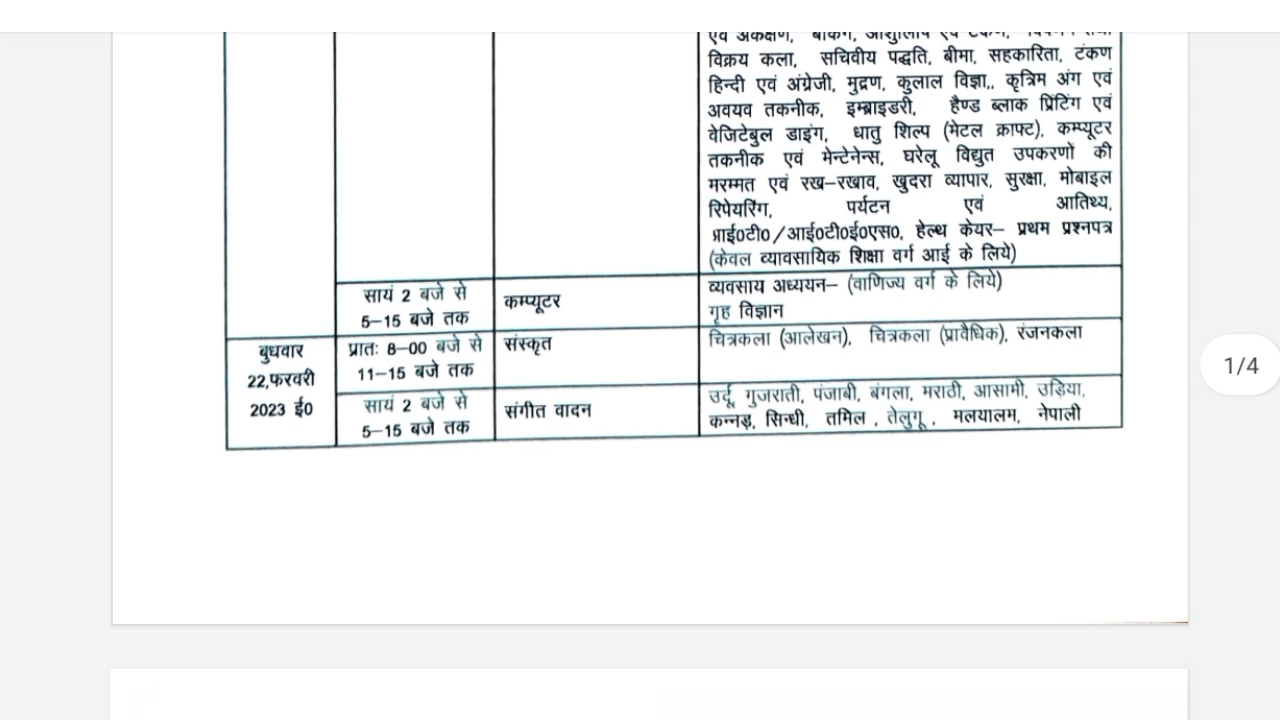 विक्रय कला, सचिवीय पद्धति, बीमा, सहकारिता, टंकण
हिन्दी एवं अंग्रेजी, मुद्रण, कुलाल विज्ञा,, कृत्रिम अंग एवं
अवयव तकनीक, इम्ब्राइडरी, हैण्ड ब्लाक प्रिंटिंग एवं
वेजिटेबुल डाइंग, धातु शिल्प (मेटल क्राफ्ट), कम्प्यूटर
तकनीक एवं मेन्टेनेन्स, घरेलू विद्युत उपकरणों की
मरम्मत एवं रख–रखाव, खुदरा व्यापार, सुरक्षा, मोबाइल
रिपेयरिंग, पर्यटन एवं आतिथ्य,
आई0टी0/आई0टी0ई0एस0, हेल्थ केयर– प्रथम प्रश्नपत्र
(केवल व्यावसायिक शिक्षा वर्ग आई के लिये)
सायं 2 बजे से
5–15 बजे तक
कम्प्यूटर
व्यवसाय अध्ययन– (वाणिज्य वर्ग के लिये)
गृह विज्ञान
बुधवार
22,फरवरी
2023 ई0
प्रातः 8–00 बजे से
11–15 बजे तक
संस्कृत
चित्रकला (आलेखन), चित्रकला (प्राविधिक), रंजनकला
सायं 2 बजे से
5–15 बजे तक
संगीत वादन
उर्दू, गुजराती, पंजाबी, बंगला, मराठी, आसामी, उड़िया,
कन्नड़, सिन्धी, तमिल , तेलुगू , मलयालम, नेपाली
1/4